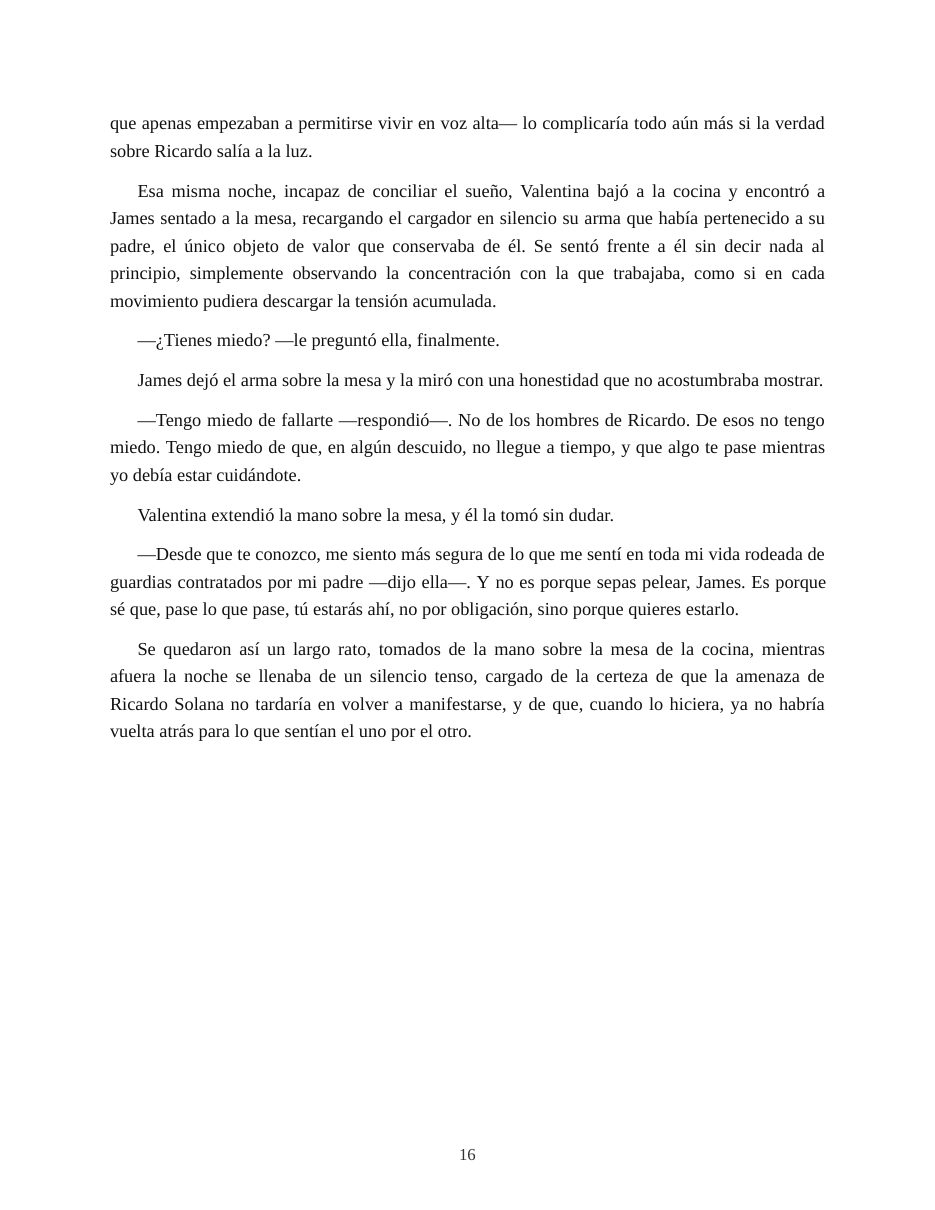 que apenas empezaban a permitirse vivir en voz alta— lo complicaría todo aún más si la verdad
sobre Ricardo salía a la luz.
Esa misma noche, incapaz de conciliar el sueño, Valentina bajó a la cocina y encontró a
James sentado a la mesa, recargando el cargador en silencio su arma que había pertenecido a su
padre, el único objeto de valor que conservaba de él. Se sentó frente a él sin decir nada al
principio, simplemente observando la concentración con la que trabajaba, como si en cada
movimiento pudiera descargar la tensión acumulada.
—¿Tienes miedo? —le preguntó ella, finalmente.
James dejó el arma sobre la mesa y la miró con una honestidad que no acostumbraba mostrar.
—Tengo miedo de fallarte —respondió—. No de los hombres de Ricardo. De esos no tengo
miedo. Tengo miedo de que, en algún descuido, no llegue a tiempo, y que algo te pase mientras
yo debía estar cuidándote.
Valentina extendió la mano sobre la mesa, y él la tomó sin dudar.
—Desde que te conozco, me siento más segura de lo que me sentí en toda mi vida rodeada de
guardias contratados por mi padre —dijo ella—. Y no es porque sepas pelear, James. Es porque
sé que, pase lo que pase, tú estarás ahí, no por obligación, sino porque quieres estarlo.
Se quedaron así un largo rato, tomados de la mano sobre la mesa de la cocina, mientras
afuera la noche se llenaba de un silencio tenso, cargado de la certeza de que la amenaza de
Ricardo Solana no tardaría en volver a manifestarse, y de que, cuando lo hiciera, ya no habría
vuelta atrás para lo que sentían el uno por el otro.
16